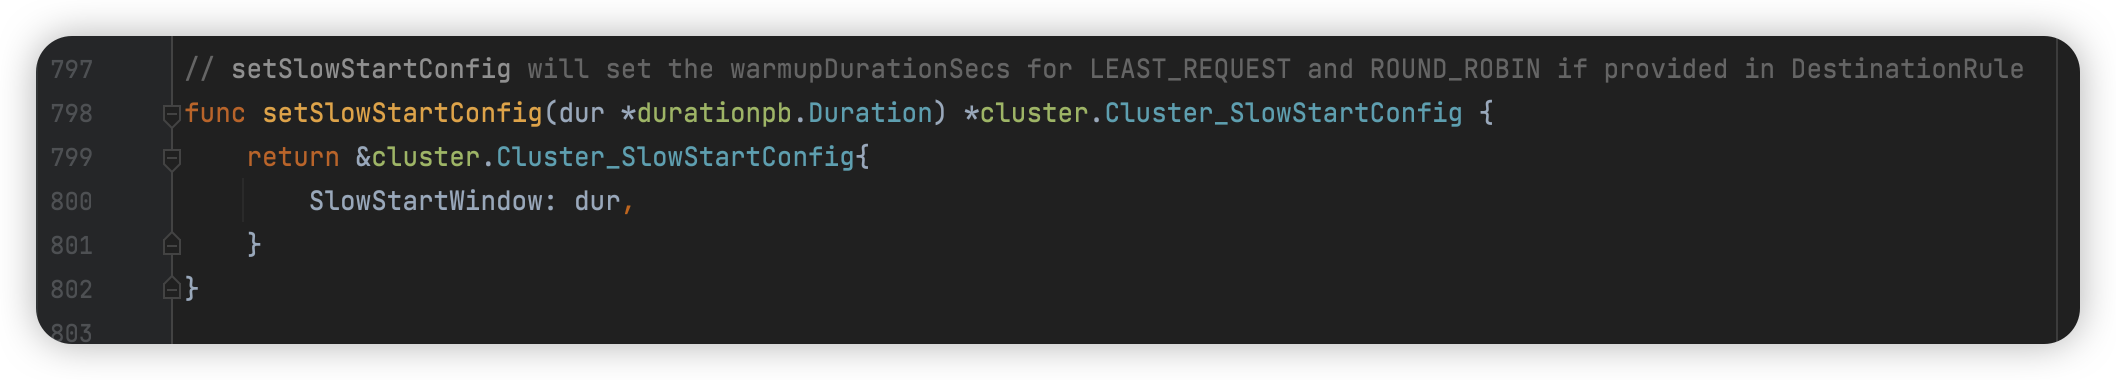 797 // setSlowStartConfig will set the warmupDurationSecs for LEAST_REQUEST and ROUND_ROBIN if provided in DestinationRule
798 func setSlowStartConfig(dur *durationpb.Duration) *cluster.Cluster_SlowStartConfig {
799     return &cluster.Cluster_SlowStartConfig{
800         SlowStartWindow: dur,
801     }
802 }
803